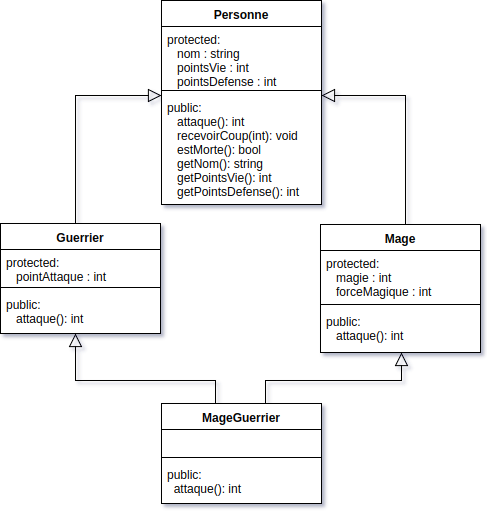 Personne
protected:
nom : string
pointsVie : int
pointsDefense : int
public:
attaque(): int
recevoirCoup(int): void
estMorte(): bool
getNom(): string
getPointsVie(): int
getPointsDefense(): int
Guerrier
protected:
pointAttaque : int
public:
attaque(): int
Mage
protected:
magie : int
forceMagique : int
public:
attaque(): int
MageGuerrier
public:
attaque(): int